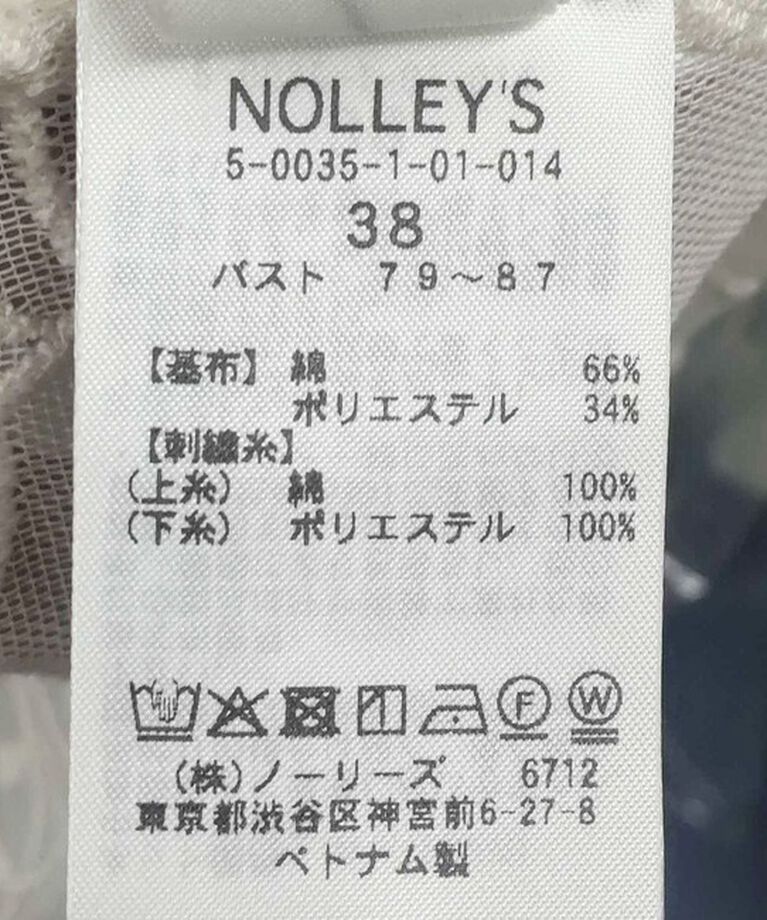 NOLLEY'S
5-0035-1-01-014
38
バスト 79~87
【基布】 綿 66%
ポリエステル 34%
【刺繍糸】
(上糸) 綿 100%
(下糸) ポリエステル 100%
F W
(株)ノーリーズ 6712
東京都渋谷区神宮前6-27-8
ベトナム製